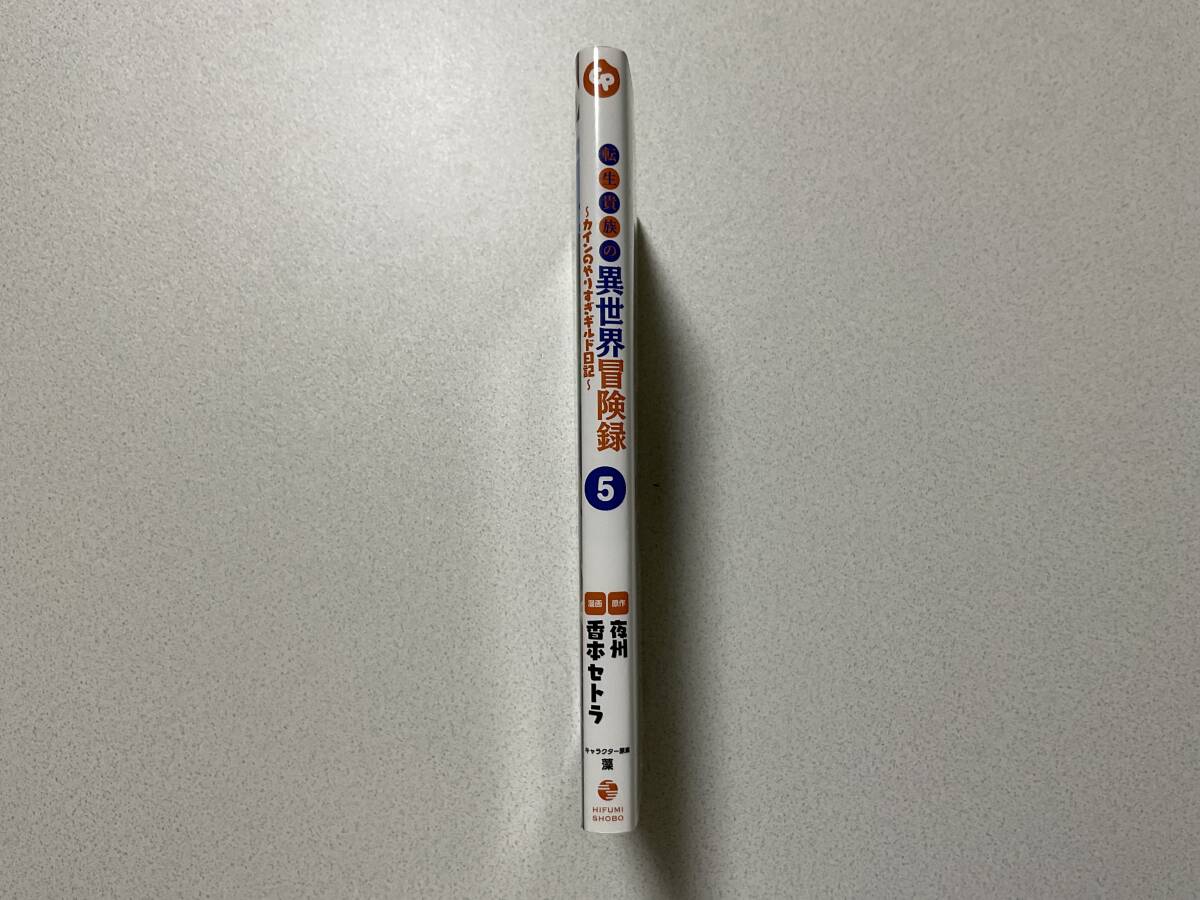 CP
転生貴族の異世界冒険録
～カインのやりすぎギルド日記～
5
原作
夜州
漫画
香本セトラ
キャラクター原案
藻
HIFUMI
SHOBO